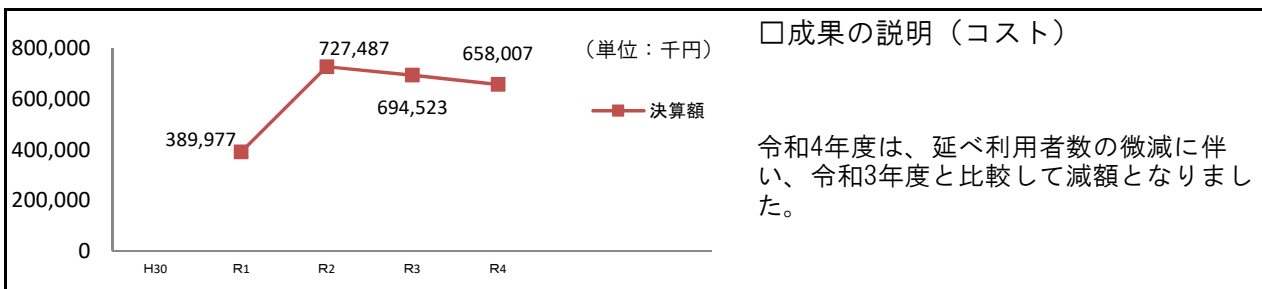 800,000
600,000
400,000
200,000
0
389,977
727,487
694,523
658,007
(単位：千円)
決算額
H30
R1
R2
R3
R4
□成果の説明（コスト）
令和4年度は、延べ利用者数の微減に伴
い、令和3年度と比較して減額となりまし
た。